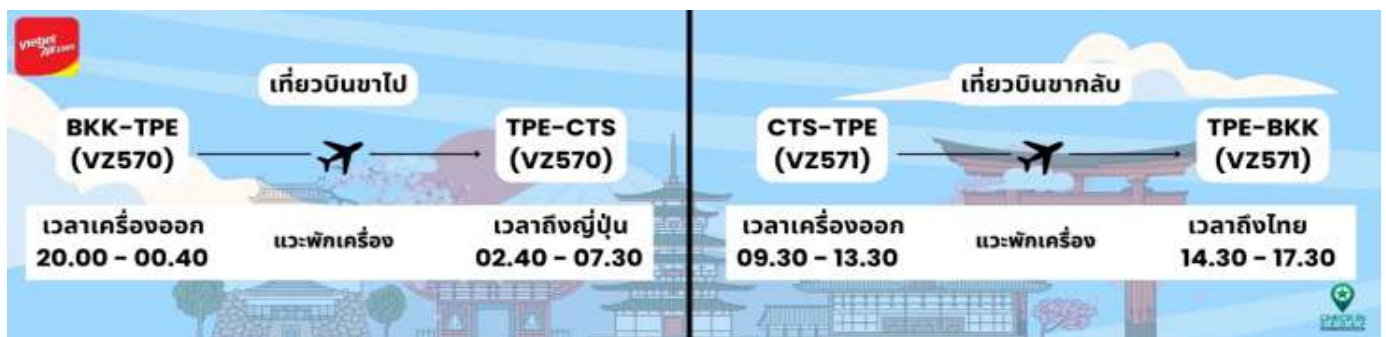 vietjet Air.com
เที่ยวบินขาไป
BKK-TPE
(VZ570)
TPE-CTS
(VZ570)
เวลาเครื่องออก
20.00 - 00.40
แวะพักเครื่อง
เวลาถึงญี่ปุ่น
02.40 - 07.30
เที่ยวบินขากลับ
CTS-TPE
(VZ571)
TPE-BKK
(VZ571)
เวลาเครื่องออก
09.30 - 13.30
แวะพักเครื่อง
เวลาถึงไทย
14.30 - 17.30
CHECK IN